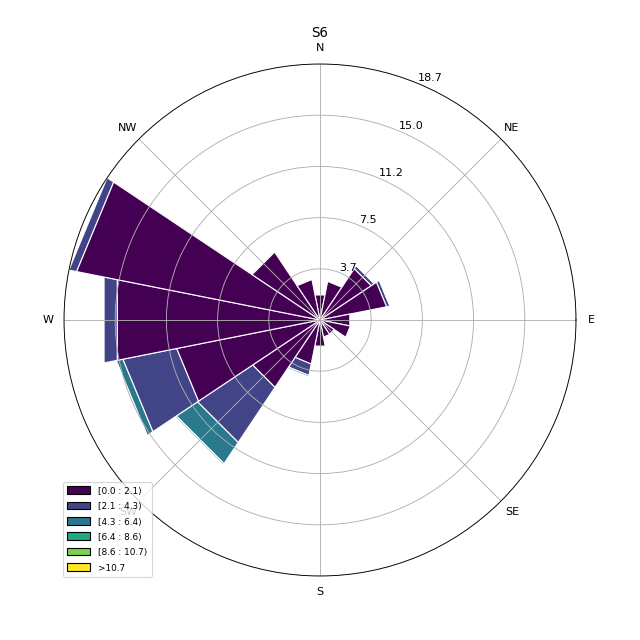 S6
N
18.7
15.0
NW
NE
11.2
7.5
3.7
W
E
[0.0 : 2.1)
[2.1 : 4.3)
SW
SE
[4.3 : 6.4)
[6.4 : 8.6)
[8.6 : 10.7)
>10.7
S